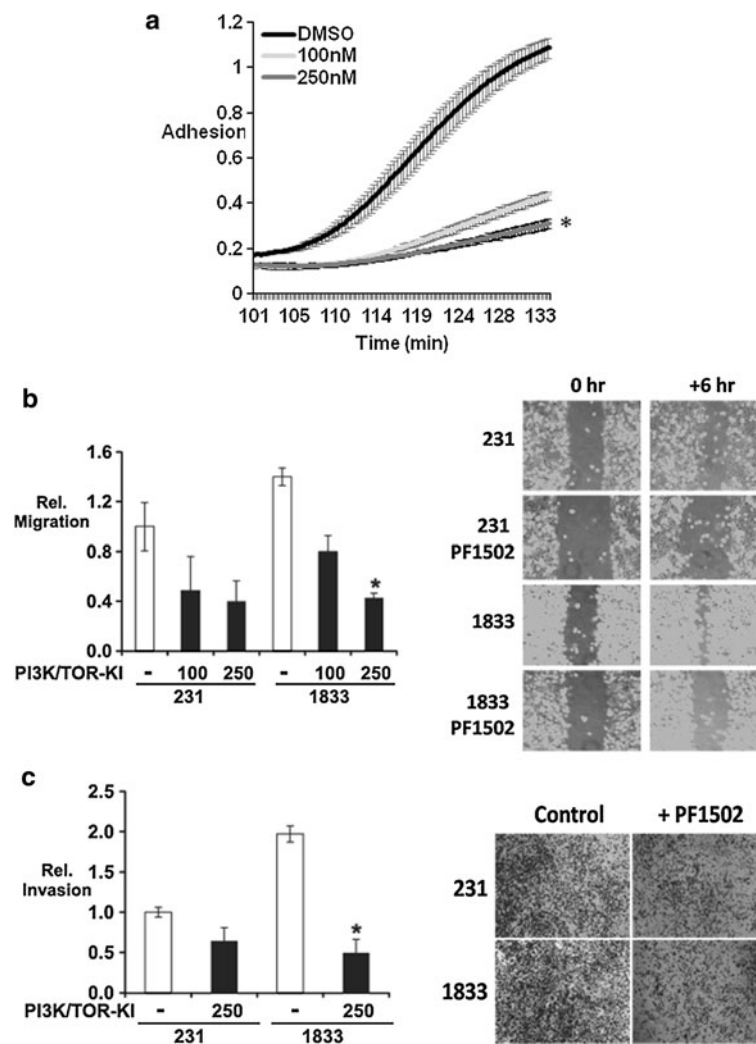 a
DMSO
100nM
250nM
Adhesion
1.2
1
0.8
0.6
0.4
0.2
0
*
101 105 110 114 119 124 128 133
Time (min)
b
Rel.
Migration
1.6
1.2
0.8
0.4
0.0
*
PI3K/TOR-KI - 100 250 - 100 250
231 1833
0 hr +6 hr
231
231
PF1502
1833
1833
PF1502
c
Rel.
Invasion
2.5
2.0
1.5
1.0
0.5
0.0
*
PI3K/TOR-KI - 250 - 250
231 1833
Control + PF1502
231
1833